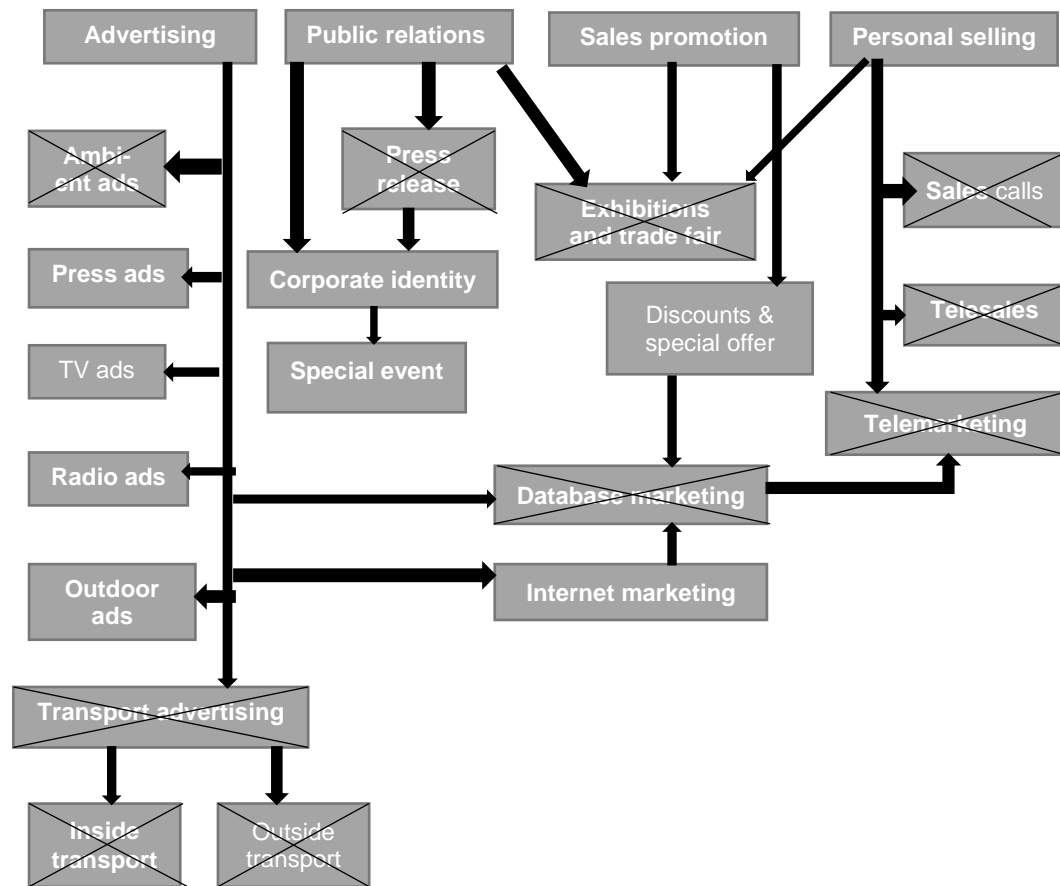 Advertising
Public relations
Sales promotion
Personal selling
Ambi-
ent ads
Press
release
Exhibitions
and trade fair
Sales calls
Press ads
Corporate identity
Discounts &
special offer
Telesales
TV ads
Special event
Telemarketing
Radio ads
Database marketing
Outdoor
ads
Internet marketing
Transport advertising
Inside
transport
Outside
transport